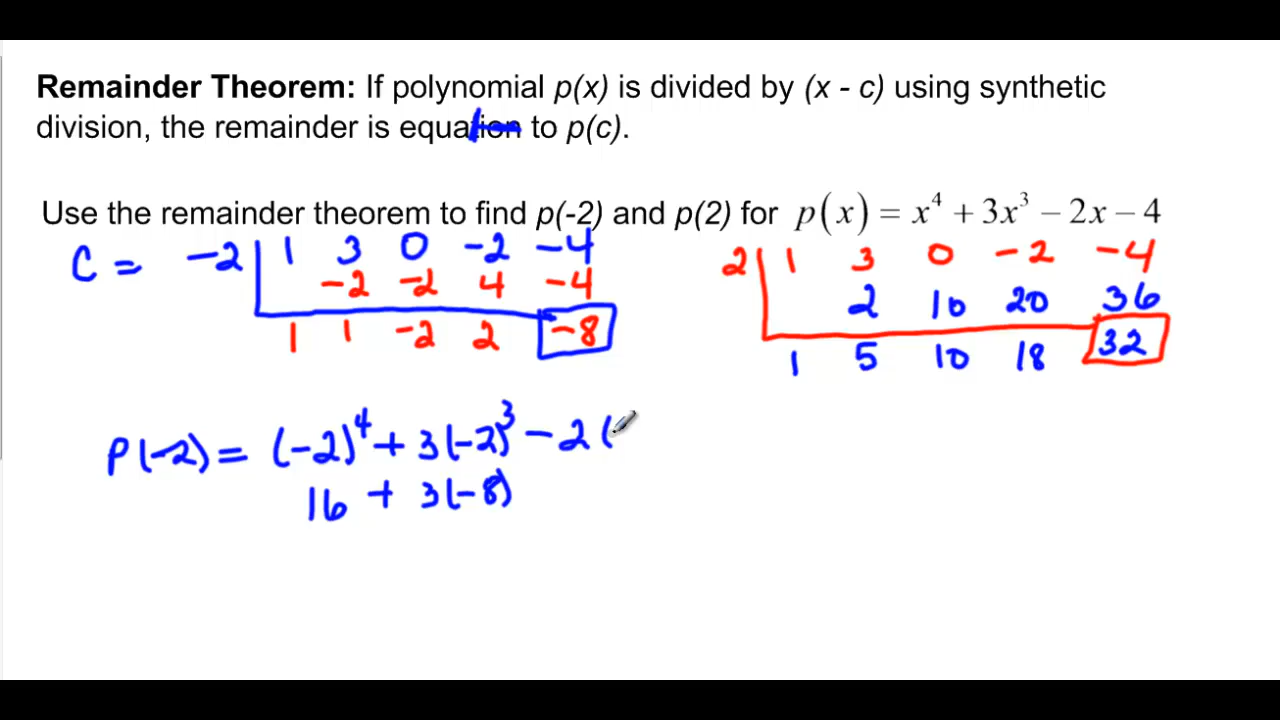 Remainder Theorem: If polynomial p(x) is divided by (x - c) using synthetic
division, the remainder is equation to p(c).
Use the remainder theorem to find p(-2) and p(2) for p(x) = x⁴ + 3x³ − 2x − 4
C = -2 | 1 3 0 -2 -4
-2 -2 4 -4
1 1 -2 2 -8
2 | 1 3 0 -2 -4
2 10 20 36
1 5 10 18 32
P(-2) = (-2)⁴ + 3(-2)³ - 2(
16 + 3(-8)